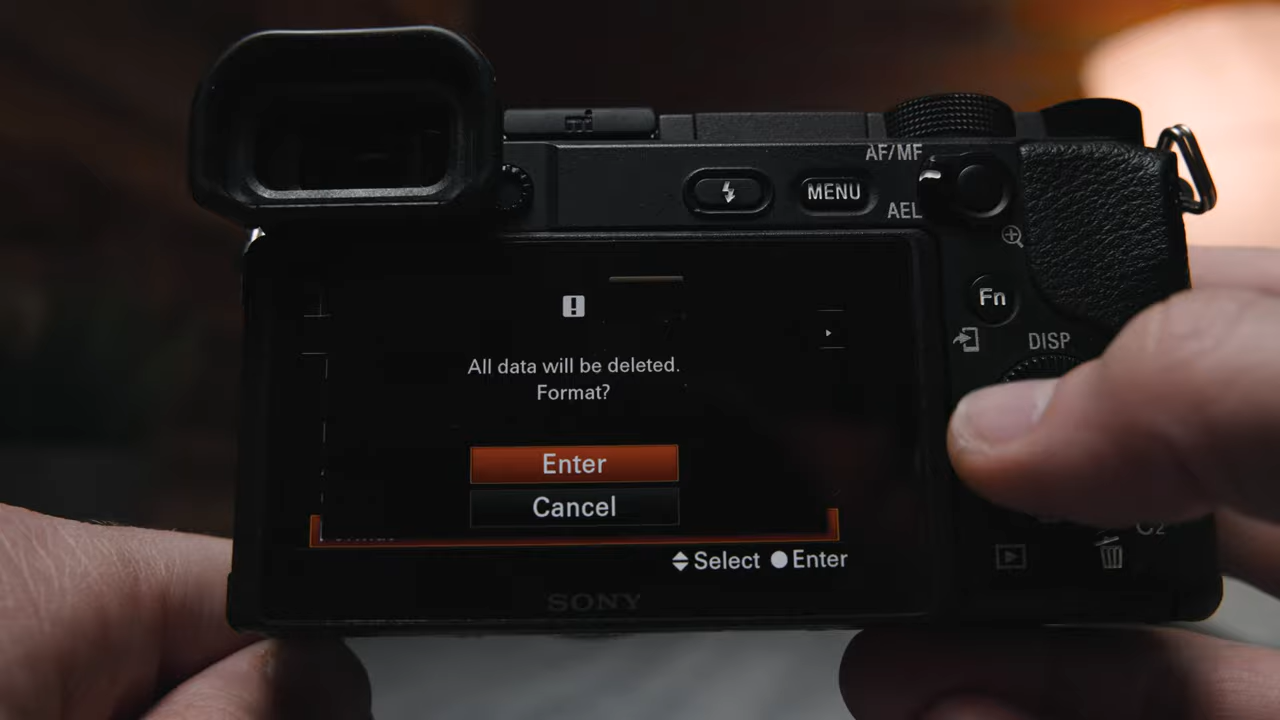 AF/MF
MENU
AEL
Fn
DISP
All data will be deleted.
Format?
Enter
Cancel
Select Enter
C2
SONY